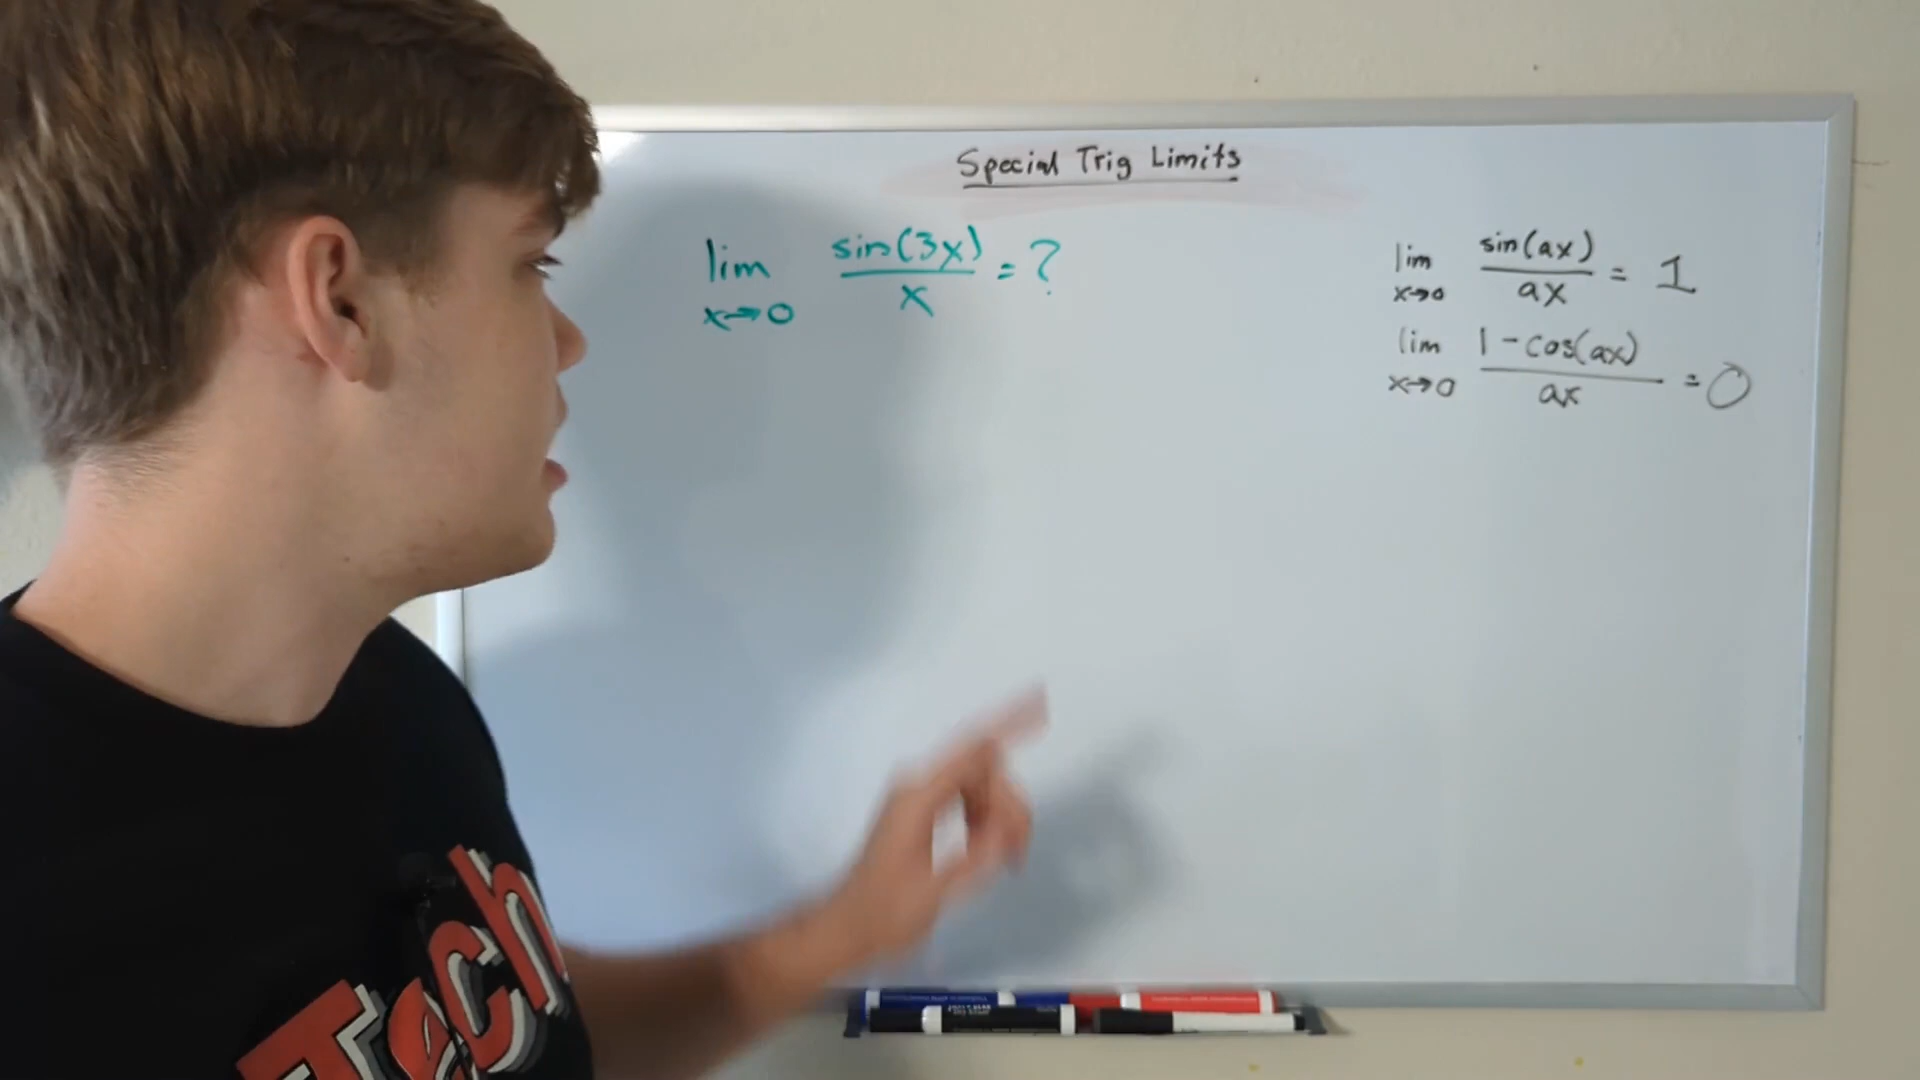 Special Trig Limits
lim sin(3x) = ?
x→0 x
lim sin(ax) = 1
x→0 ax
lim 1-cos(ax) = 0
x→0 ax
Tech